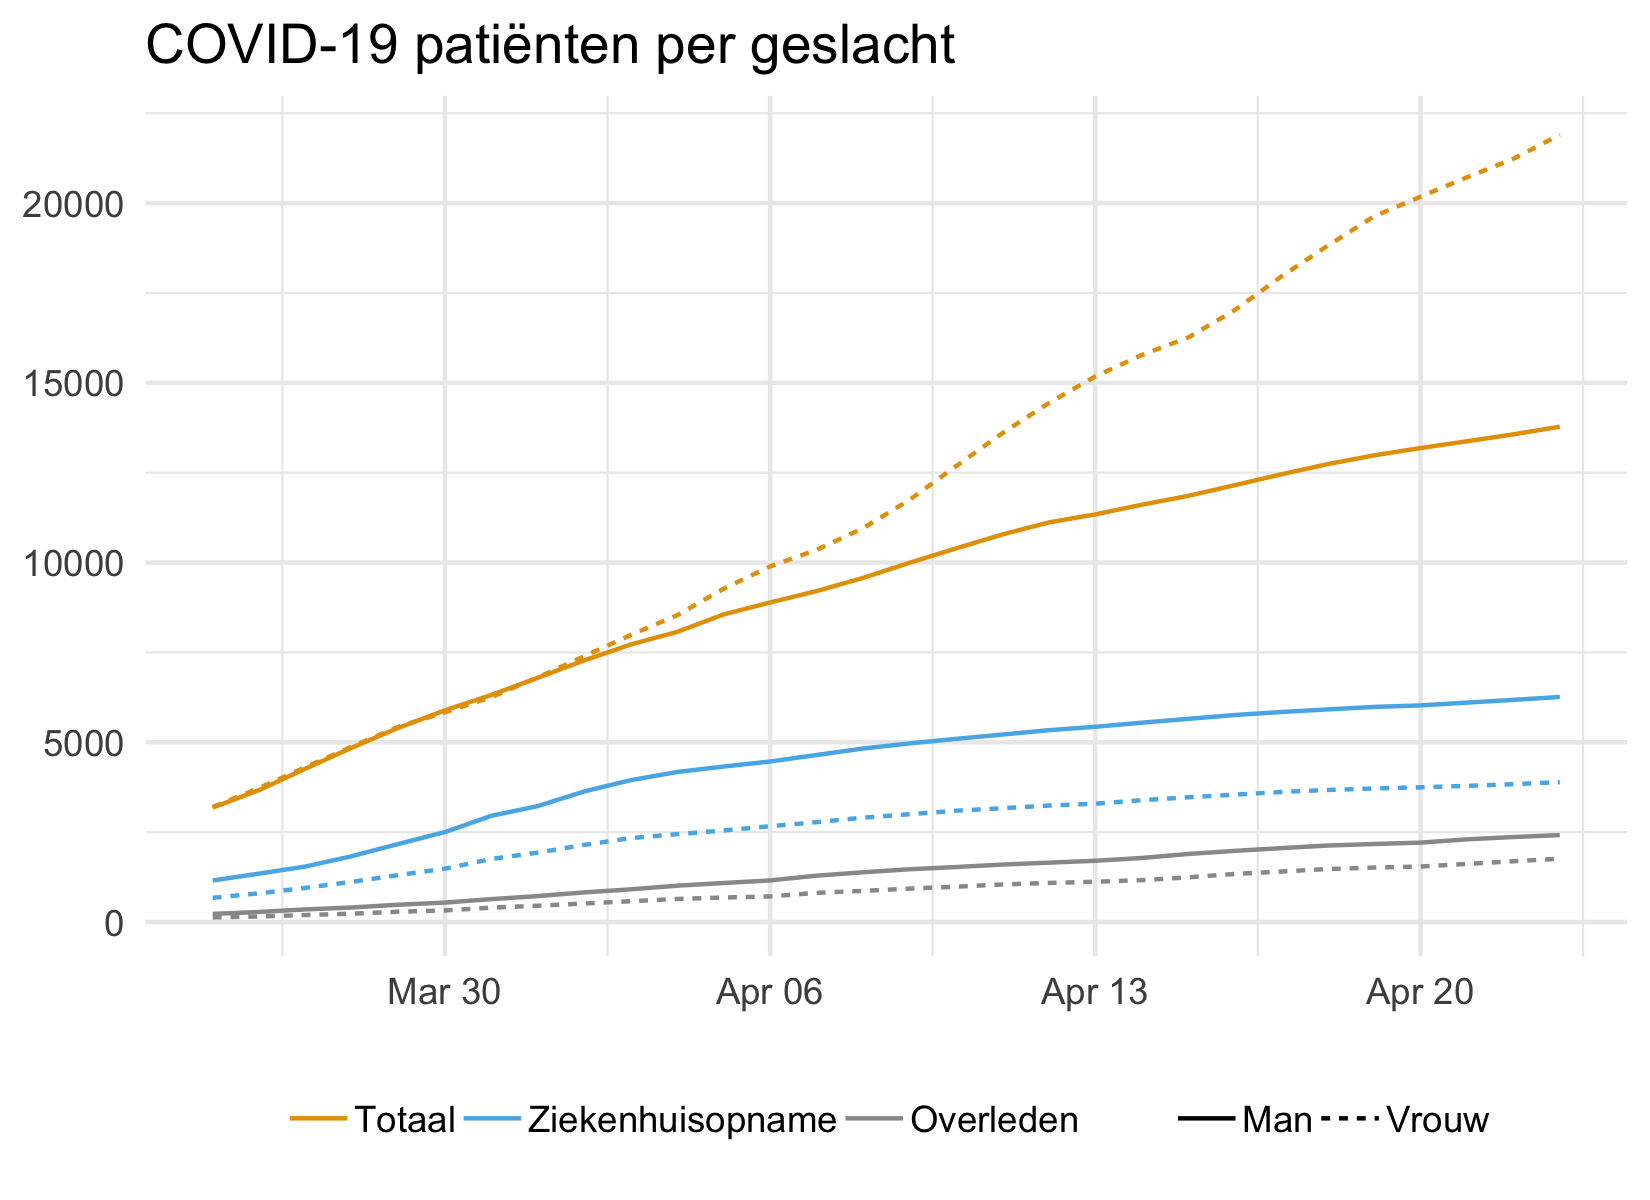 COVID-19 patiënten per geslacht
20000
15000
10000
5000
0
Mar 30 Apr 06 Apr 13 Apr 20
Totaal Ziekenhuisopname Overleden Man Vrouw